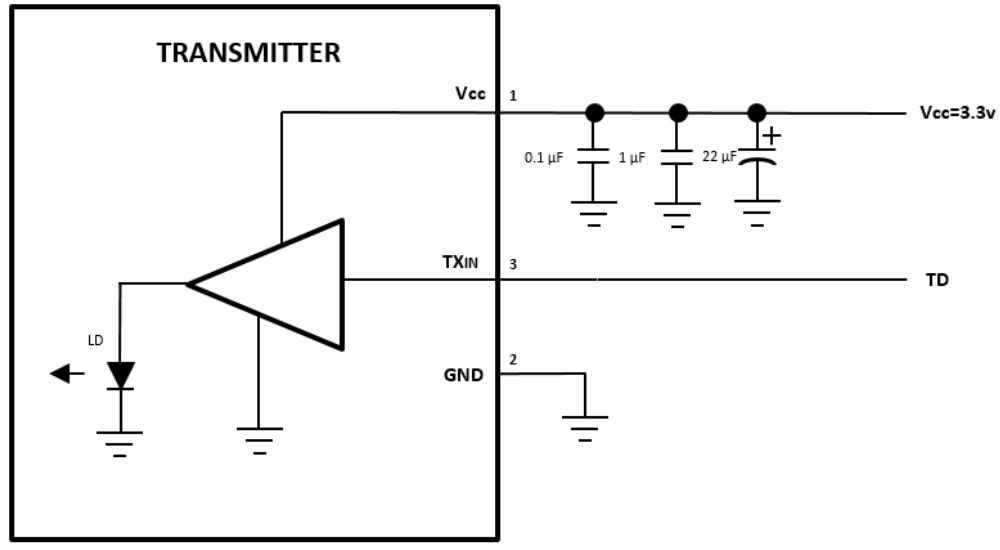 TRANSMITTER
Vcc 1
Vcc=3.3v
0.1 µF
1 µF
22 µF
+
TXIN 3
TD
LD
GND 2